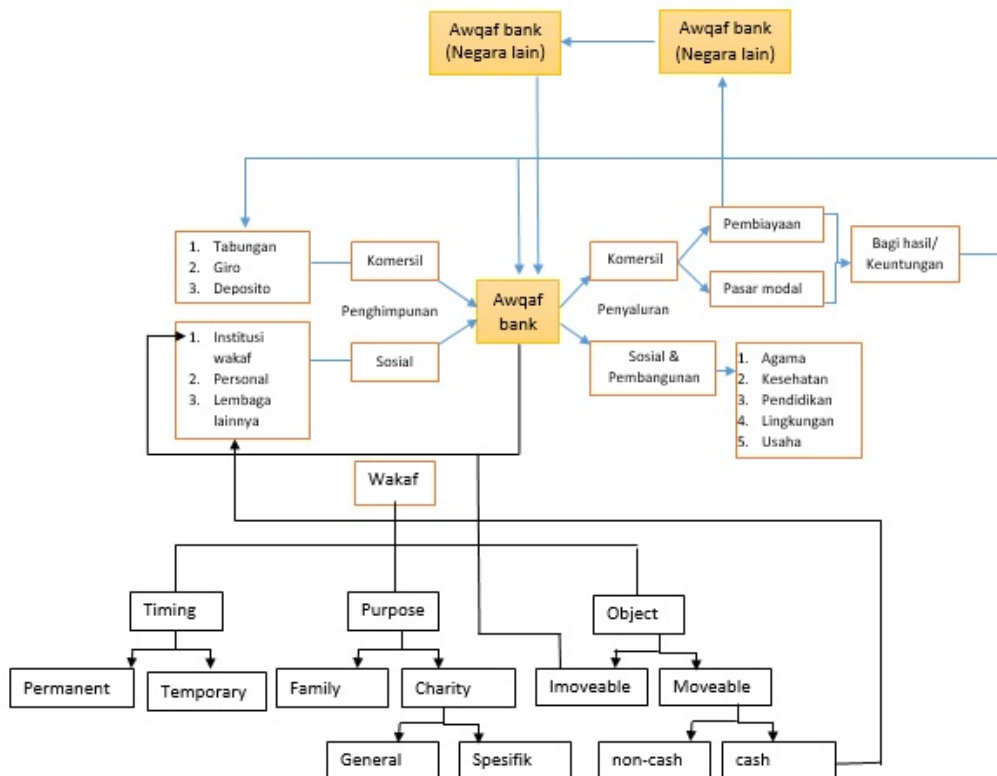 Awqaf bank
(Negara lain)
Awqaf bank
(Negara lain)
1. Tabungan
2. Giro
3. Deposito
Komersil
Penghimpunan
Awqaf
bank
Komersil
Penyaluran
Pembiayaan
Pasar modal
Bagi hasil/
Keuntungan
1. Institusi
wakaf
2. Personal
3. Lembaga
lainnya
Sosial
Sosial &
Pembangunan
1. Agama
2. Kesehatan
3. Pendidikan
4. Lingkungan
5. Usaha
Wakaf
Timing
Purpose
Object
Permanent
Temporary
Family
Charity
Imoveable
Moveable
General
Spesifik
non-cash
cash